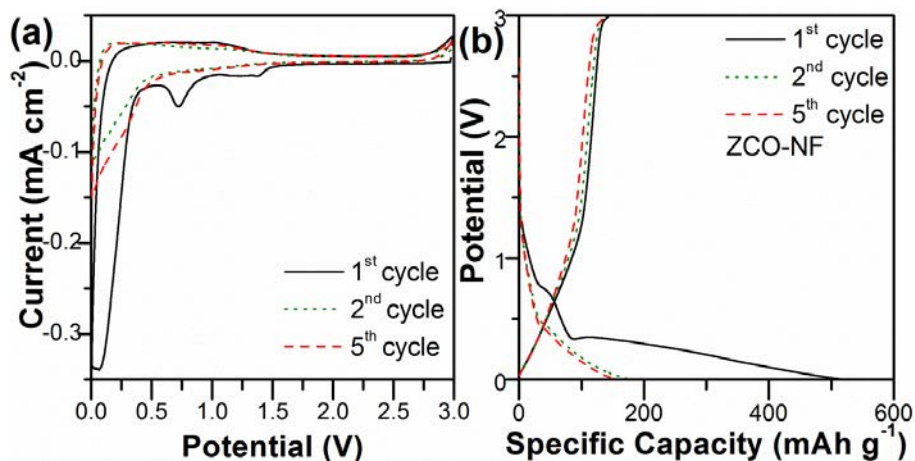 (a)
0.0
-0.1
-0.2
-0.3
Current (mA cm⁻²)
1ˢᵗ cycle
2ⁿᵈ cycle
5ᵗʰ cycle
0.0 0.5 1.0 1.5 2.0 2.5 3.0
Potential (V)
(b)
3
2
1
0
Potential (V)
1ˢᵗ cycle
2ⁿᵈ cycle
5ᵗʰ cycle
ZCO-NF
0 200 400 600
Specific Capacity (mAh g⁻¹)